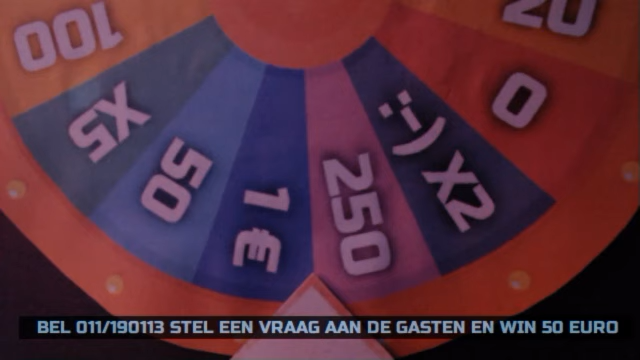 100
20
X5
50
1 €
250
:-) X2
0
BEL 011/190113 STEL EEN VRAAG AAN DE GASTEN EN WIN 50 EURO